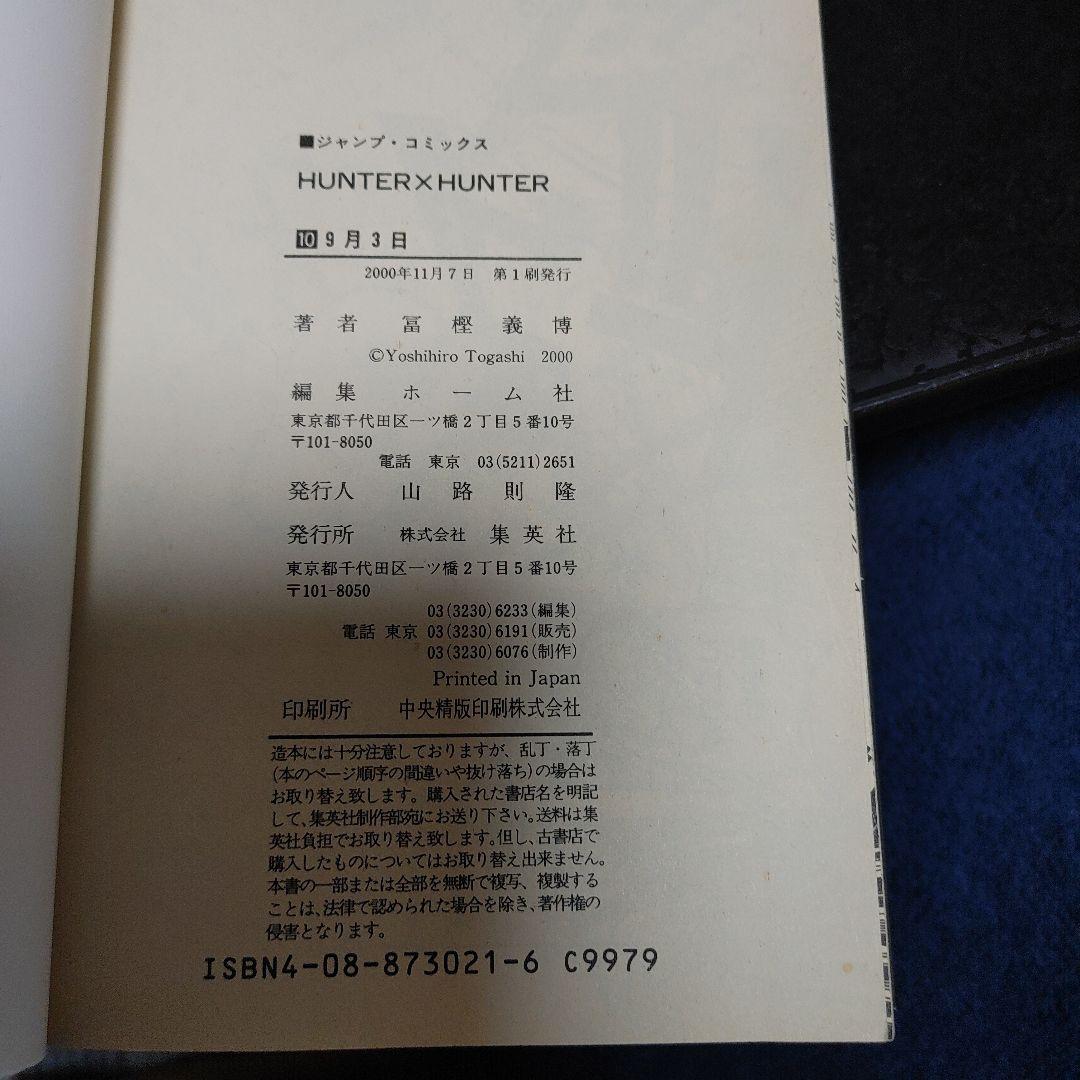 ■ジャンプ・コミックス
HUNTER×HUNTER
10 9月3日
2000年11月7日 第1刷発行
著者 冨樫義博
©Yoshihiro Togashi 2000
編集 ホーム社
東京都千代田区一ツ橋2丁目5番10号
〒101-8050
電話 東京 03(5211)2651
発行人 山路則隆
発行所 株式会社 集英社
東京都千代田区一ツ橋2丁目5番10号
〒101-8050
03(3230)6233(編集)
電話 東京 03(3230)6191(販売)
03(3230)6076(制作)
Printed in Japan
印刷所 中央精版印刷株式会社
造本には十分注意しておりますが、乱丁・落丁
(本のページ順序の間違いや抜け落ち)の場合は
お取り替え致します。購入された書店名を明記
して、集英社制作部宛にお送り下さい。送料は集
英社負担でお取り替え致します。但し、古書店で
購入したものについてはお取り替え出来ません。
本書の一部または全部を無断で複写、複製する
ことは、法律で認められた場合を除き、著作権の
侵害となります。
ISBN4-08-873021-6 C9979